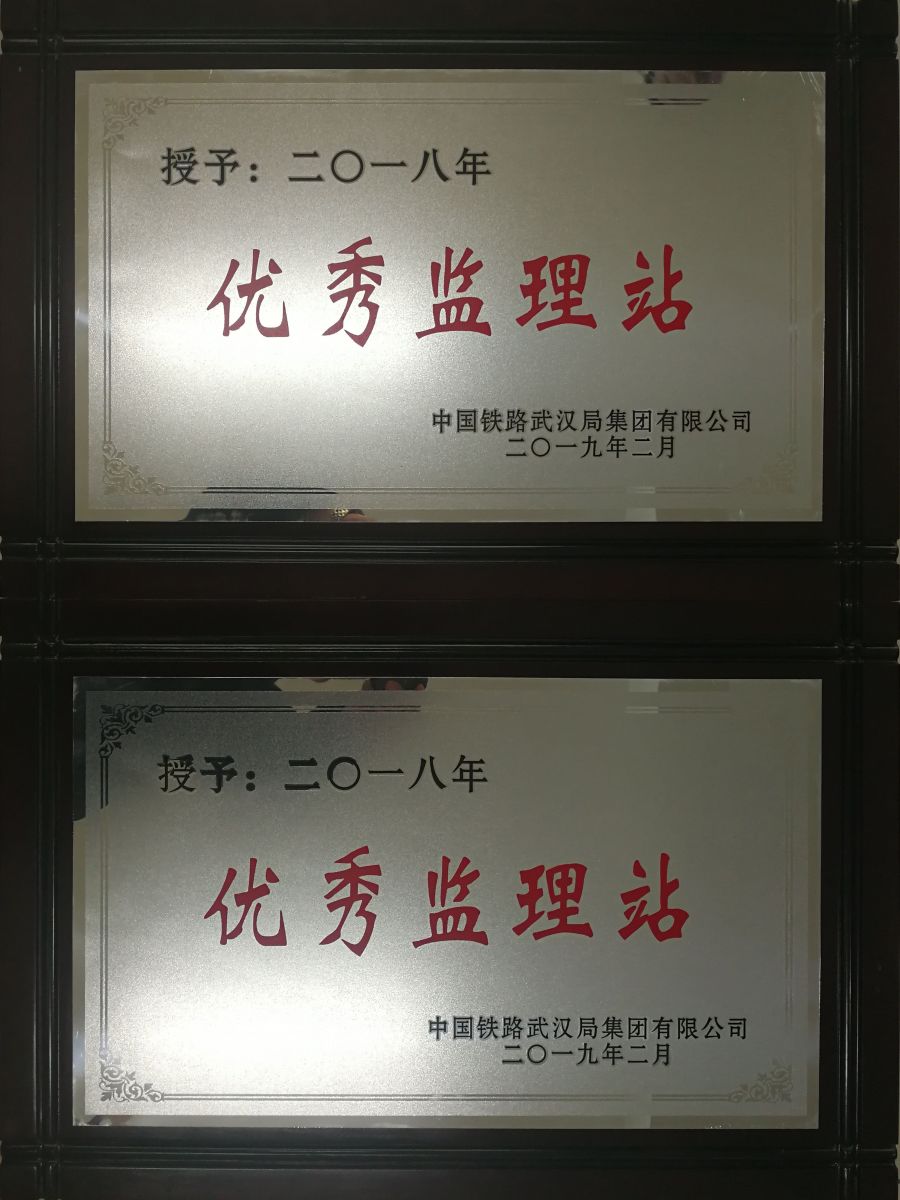 授予：二〇一八年
优秀监理站
中国铁路武汉局集团有限公司
二〇一九年二月
授予：二〇一八年
优秀监理站
中国铁路武汉局集团有限公司
二〇一九年二月